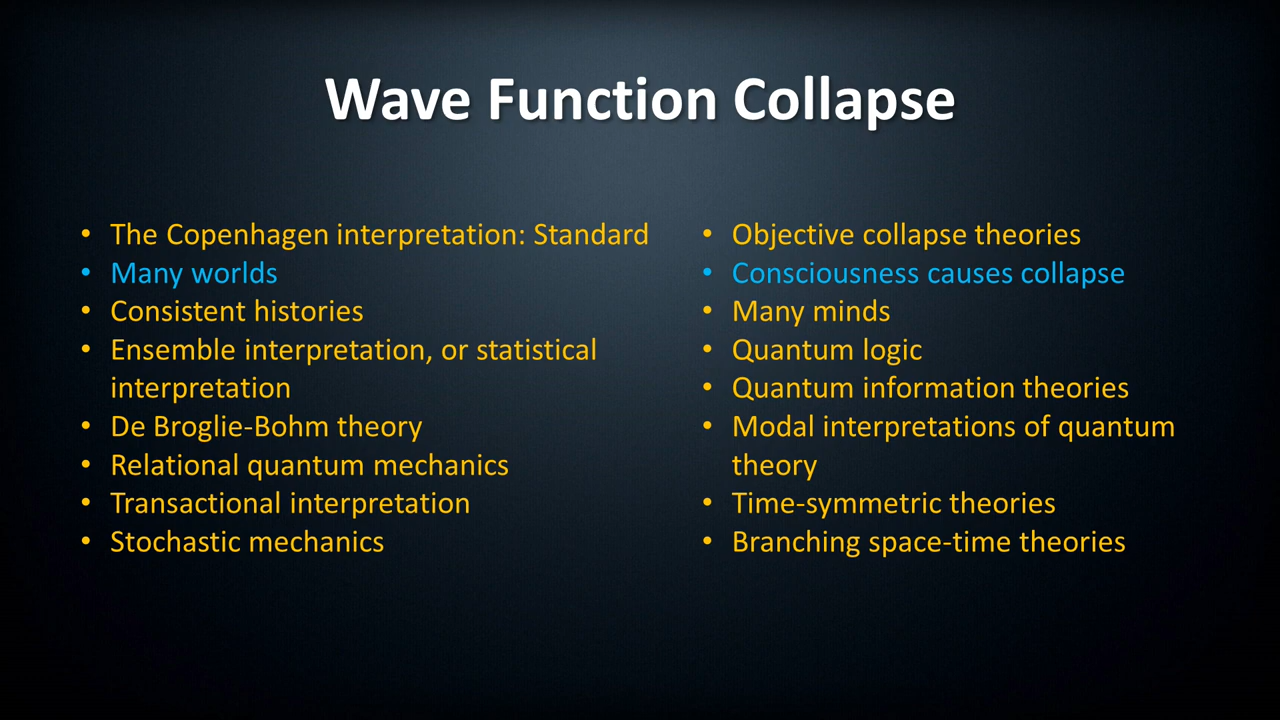 Wave Function Collapse
• The Copenhagen interpretation: Standard
• Many worlds
• Consistent histories
• Ensemble interpretation, or statistical
interpretation
• De Broglie-Bohm theory
• Relational quantum mechanics
• Transactional interpretation
• Stochastic mechanics
• Objective collapse theories
• Consciousness causes collapse
• Many minds
• Quantum logic
• Quantum information theories
• Modal interpretations of quantum
theory
• Time-symmetric theories
• Branching space-time theories